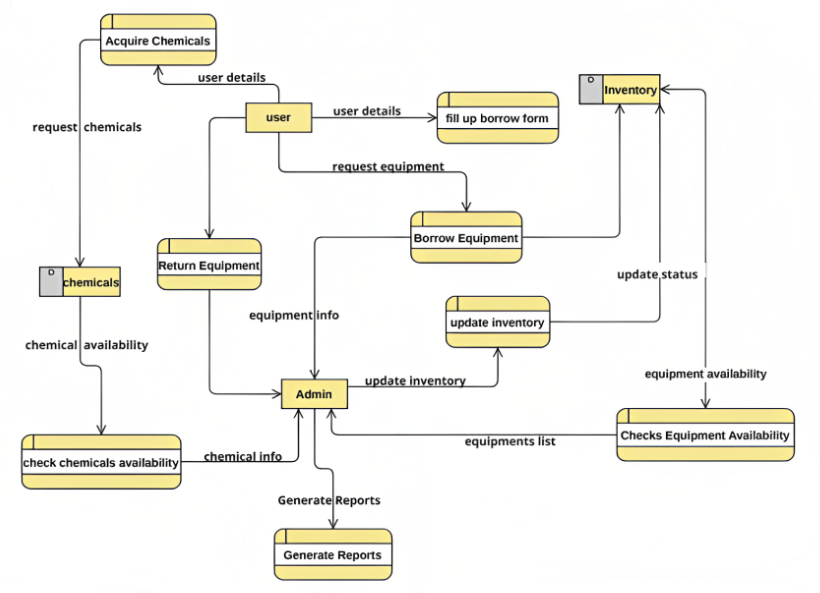 Acquire Chemicals
user details
Inventory
user
user details
fill up borrow form
request chemicals
request equipment
Borrow Equipment
Return Equipment
chemicals
update status
equipment info
update inventory
chemical availability
equipment availability
update inventory
Admin
Checks Equipment Availability
equipments list
chemical info
check chemicals availability
Generate Reports
Generate Reports